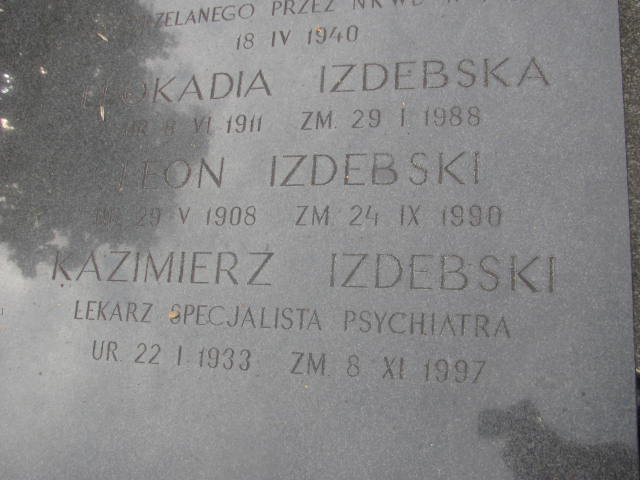 PRZEZ NKWD
18 IV 1940
LEOKADIA IZDEBSKA
UR 8 VI 1911 ZM. 29 I 1988
LEON IZDEBSKI
UR 29 V 1908 ZM. 24 IX 1990
KAZIMIERZ IZDEBSKI
LEKARZ SPECJALISTA PSYCHIATRA
UR. 22 I 1933 ZM. 8 XI 1997